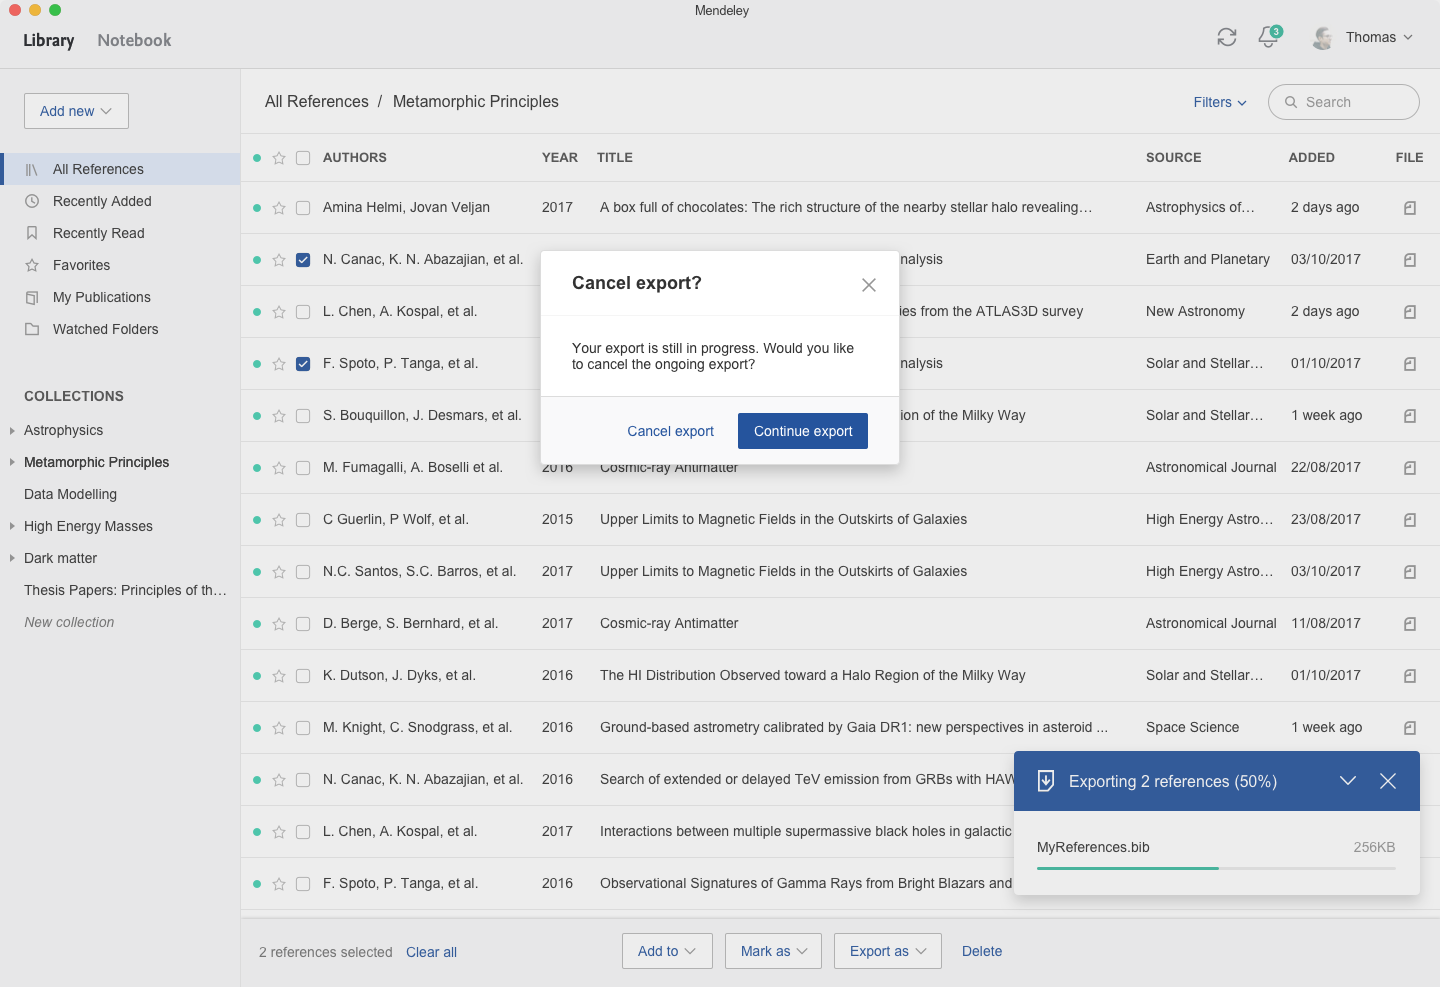 Mendeley
Library Notebook
3
Thomas
Add new
All References / Metamorphic Principles
Filters
Search
All References
Recently Added
Recently Read
Favorites
My Publications
Watched Folders
COLLECTIONS
Astrophysics
Metamorphic Principles
Data Modelling
High Energy Masses
Dark matter
Thesis Papers: Principles of th…
New collection
AUTHORS YEAR TITLE SOURCE ADDED FILE
Amina Helmi, Jovan Veljan 2017 A box full of chocolates: The rich structure of the nearby stellar halo revealing… Astrophysics of… 2 days ago
N. Canac, K. N. Abazajian, et al. nalysis Earth and Planetary 03/10/2017
L. Chen, A. Kospal, et al. ies from the ATLAS3D survey New Astronomy 2 days ago
F. Spoto, P. Tanga, et al. nalysis Solar and Stellar… 01/10/2017
S. Bouquillon, J. Desmars, et al. ion of the Milky Way Solar and Stellar… 1 week ago
M. Fumagalli, A. Boselli et al. 2016 Cosmic-ray Antimatter Astronomical Journal 22/08/2017
C Guerlin, P Wolf, et al. 2015 Upper Limits to Magnetic Fields in the Outskirts of Galaxies High Energy Astro… 23/08/2017
N.C. Santos, S.C. Barros, et al. 2017 Upper Limits to Magnetic Fields in the Outskirts of Galaxies High Energy Astro… 03/10/2017
D. Berge, S. Bernhard, et al. 2017 Cosmic-ray Antimatter Astronomical Journal 11/08/2017
K. Dutson, J. Dyks, et al. 2016 The HI Distribution Observed toward a Halo Region of the Milky Way Solar and Stellar… 01/10/2017
M. Knight, C. Snodgrass, et al. 2016 Ground-based astrometry calibrated by Gaia DR1: new perspectives in asteroid ... Space Science 1 week ago
N. Canac, K. N. Abazajian, et al. 2016 Search of extended or delayed TeV emission from GRBs with HAW
L. Chen, A. Kospal, et al. 2017 Interactions between multiple supermassive black holes in galactic
F. Spoto, P. Tanga, et al. 2016 Observational Signatures of Gamma Rays from Bright Blazars and
Cancel export?
Your export is still in progress. Would you like
to cancel the ongoing export?
Cancel export Continue export
Exporting 2 references (50%)
MyReferences.bib 256KB
2 references selected Clear all Add to Mark as Export as Delete